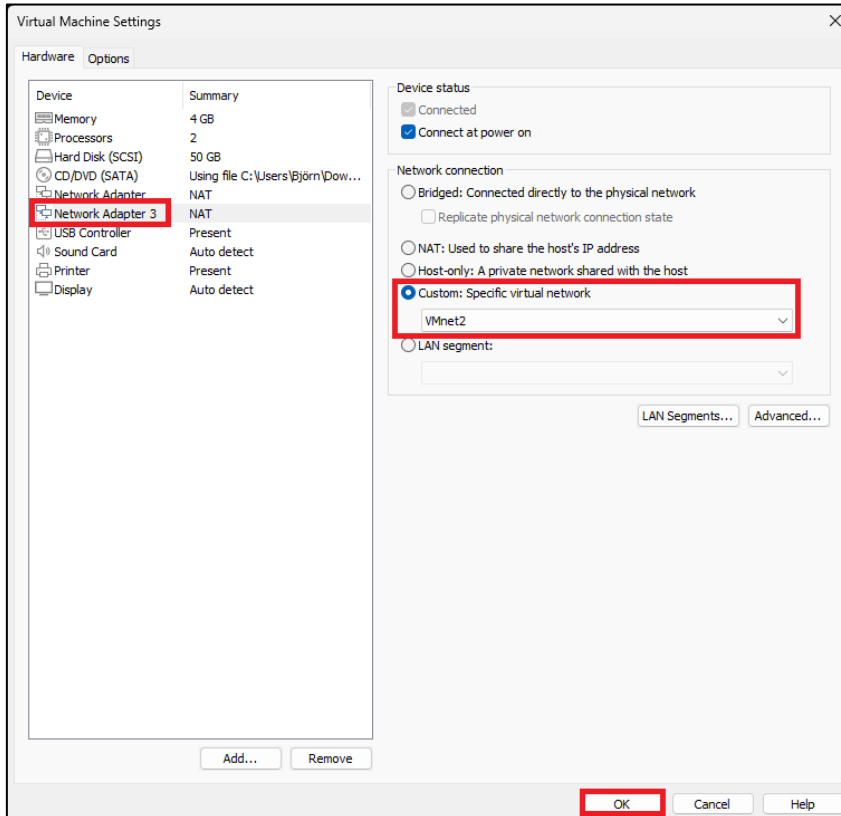 Virtual Machine Settings
Hardware Options
Device Summary
Memory 4 GB
Processors 2
Hard Disk (SCSI) 50 GB
CD/DVD (SATA) Using file C:\Users\Björn\Dow...
Network Adapter NAT
Network Adapter 3 NAT
USB Controller Present
Sound Card Auto detect
Printer Present
Display Auto detect
Add... Remove
Device status
Connected
Connect at power on
Network connection
Bridged: Connected directly to the physical network
Replicate physical network connection state
NAT: Used to share the host's IP address
Host-only: A private network shared with the host
Custom: Specific virtual network
VMnet2
LAN segment:
LAN Segments... Advanced...
OK Cancel Help